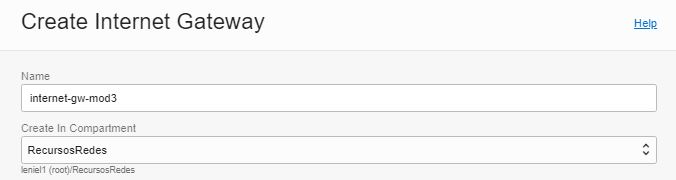 Create Internet Gateway
Help
Name
internet-gw-mod3
Create In Compartment
RecursosRedes
leniel1 (root)/RecursosRedes